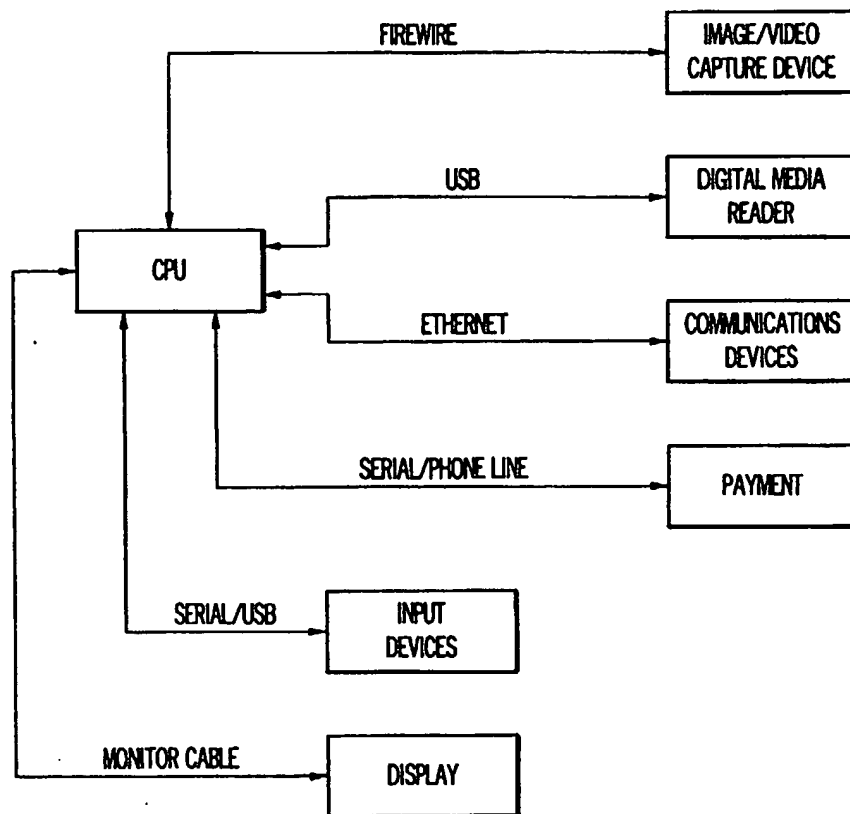 FIREWIRE
IMAGE/VIDEO
CAPTURE DEVICE
USB
DIGITAL MEDIA
READER
CPU
ETHERNET
COMMUNICATIONS
DEVICES
SERIAL/PHONE LINE
PAYMENT
SERIAL/USB
INPUT
DEVICES
MONITOR CABLE
DISPLAY